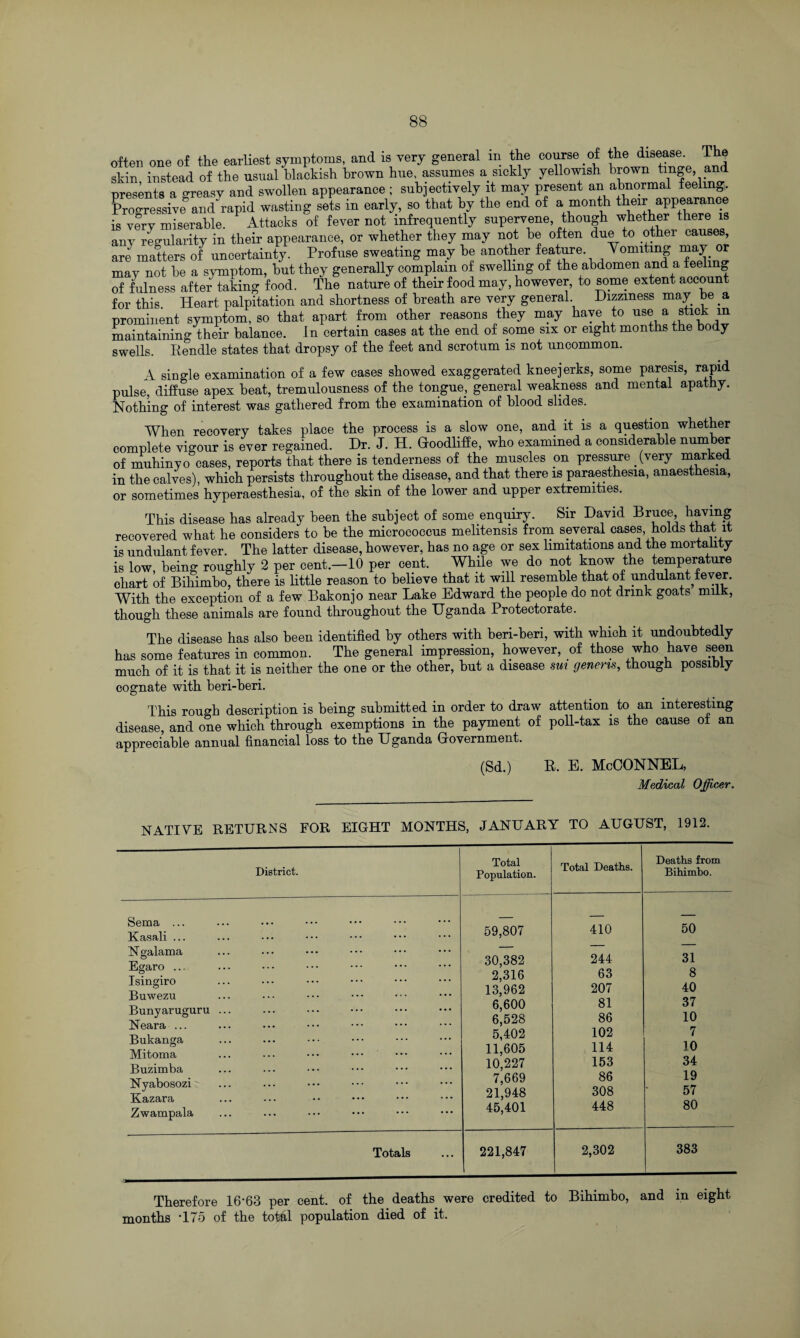 88
often one of the earliest symptoms, and is very general in the course of the disease. The
skin, instead of the usual blackish brown hue, assumes a sickly yellowish brown tinge, and
presents a greasy and swollen appearance ; subjectively it may present an abnormal feeling.
Progressive and rapid wasting sets in early, so that by the end of a month their appearance
is very miserable. Attacks of fever not infrequently supervene, though whether there is
any regularity in their appearance, or whether they may not be often due to other causes,
are matters of uncertainty. Profuse sweating may be another feature. Vomiting may or
may not be a symptom, but they generally complain of swelling of the abdomen and a feeling
of fulness after taking food. The nature of their food may, however, to some extent account
for this. Heart palpitation and shortness of breath are very general. Dizziness may be a
prominent symptom, so that apart from other reasons they may have to use a stick in
maintaining their balance. In certain cases at the end of some six or eight months the body
swells. Rendle states that dropsy of the feet and scrotum is not uncommon.
A single examination of a few cases showed exaggerated kneejerks, some paresis, rapid
pulse, diffuse apex beat, tremulousness of the tongue, general weakness and mental apathy.
Nothing of interest was gathered from the examination of blood slides.
When recovery takes place the process is a slow one, and it is a question whether
complete vigour is ever regained. Dr. J. H. Goodliffe, who examined a considerable number
of muhinyo cases, reports that there is tenderness of the muscles on pressure (very marked
in the calves), which persists throughout the disease, and that there is paraesthesia, anaesthesia,
or sometimes hyperaesthesia, of the skin of the lower and upper extremities.
This disease has already been the subject of some enquiry. Sir David Bruce, having
recovered what he considers to be the micrococcus melitensis from several cases, holds that it
is undulant fever. The latter disease, however, has no age or sex limitations and the mortality
is low, being roughly 2 per cent.—10 per cent. While we do not know the temperature
chart of Bihimbo, there is little reason to believe that it will resemble that of undulant fever.
With the exception of a few Bakonjo near Lake Edward the people do not drink goats' milk,
though these animals are found throughout the Uganda Protectorate.
The disease has also been identified by others with beri-beri, with which it undoubtedly
has some features in common. The general impression, however, of those who have seen
much of it is that it is neither the one or the other, but a disease sui generis, though possibly
cognate with beri-beri.
This rough description is being submitted in order to draw attention to an interesting
disease, and one which through exemptions in the payment of poll-tax is the cause of an
appreciable annual financial loss to the Uganda Government.
(Sd.) R. E. McCONNEL,
Medical Officer.
NATIVE RETURNS FOR EIGHT MONTHS, JANUARY TO AUGUST, 1912.
District. Total Population. Total Deaths. Deaths from Bihimbo.
Sema ... — — —
Kasali ... 59,807 410 50
Ngalama — — —
Egaro ... 30,382 244 31
Isingiro 2,316 63 8
Buwezu 13,962 207 40
Bunyaruguru ... 6,600 81 37
Neara ... 6,528 86 10
Bukanga 5,402 102 7
Mitoma 11,605 114 10
Buzimba 10,227 153 34
Nyabosozi 7,669 86 19
Kazara 21,948 308 57
Zwampala 45,401 448 80
Totals ... 221,847 2,302 383
Therefore 16·63 per cent. of the deaths were credited to Bihimbo, and in eight
months ·175 of the total population died of it.